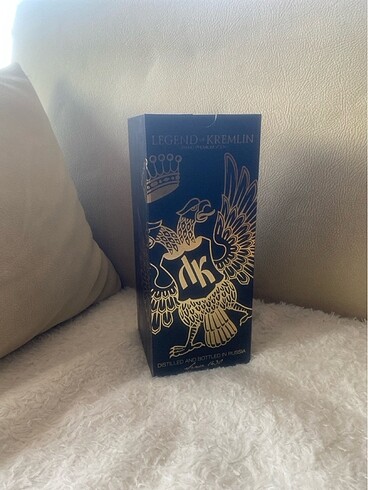 LEGEND OF KREMLIN
ЛК
DISTILLED AND BOTTLED IN RUSSIA